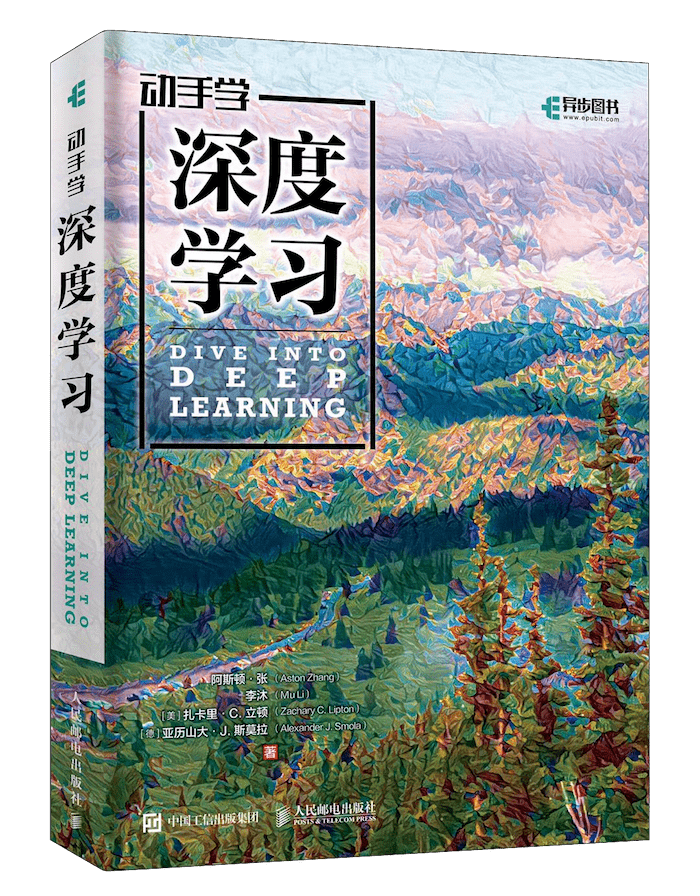 动手学
深度
学习
DIVE INTO
DEEP
LEARNING
异步图书
www.epubit.com
阿斯顿·张（Aston Zhang）
李沐（Mu Li）
[美] 扎卡里·C. 立顿（Zachary C. Lipton）
[德] 亚历山大·J. 斯莫拉（Alexander J. Smola）
著
中国工信出版集团
人民邮电出版社
POSTS & TELECOM PRESS
动手学
深度学习
DIVE INTO
DEEP LEARNING
人民邮电出版社